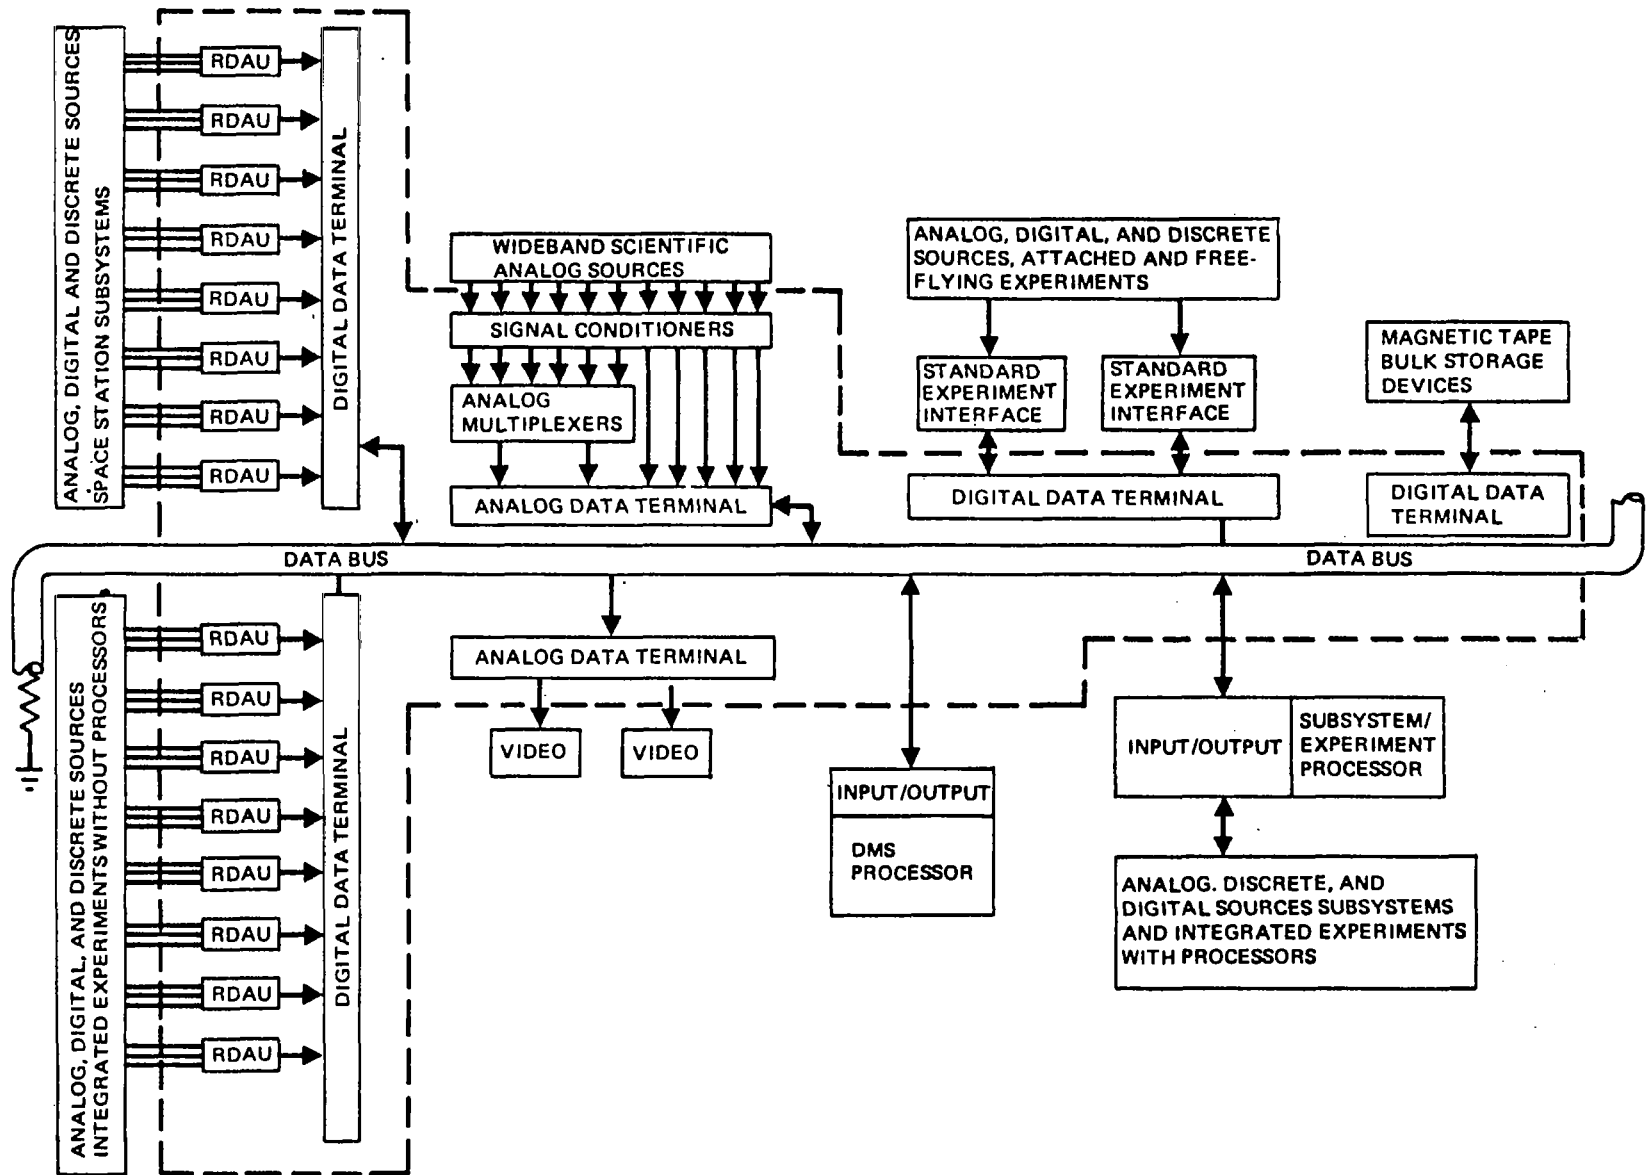 ANALOG, DIGITAL AND DISCRETE SOURCES
SPACE STATION SUBSYSTEMS
RDAU
RDAU
RDAU
RDAU
RDAU
RDAU
RDAU
RDAU
DIGITAL DATA TERMINAL
WIDEBAND SCIENTIFIC
ANALOG SOURCES
SIGNAL CONDITIONERS
ANALOG
MULTIPLEXERS
ANALOG DATA TERMINAL
ANALOG, DIGITAL, AND DISCRETE
SOURCES, ATTACHED AND FREE-
FLYING EXPERIMENTS
STANDARD
EXPERIMENT
INTERFACE
STANDARD
EXPERIMENT
INTERFACE
DIGITAL DATA TERMINAL
MAGNETIC TAPE
BULK STORAGE
DEVICES
DIGITAL DATA
TERMINAL
DATA BUS
DATA BUS
ANALOG, DIGITAL, AND DISCRETE SOURCES
INTEGRATED EXPERIMENTS WITHOUT PROCESSORS
RDAU
RDAU
RDAU
RDAU
RDAU
RDAU
RDAU
RDAU
DIGITAL DATA TERMINAL
ANALOG DATA TERMINAL
VIDEO
VIDEO
INPUT/OUTPUT
DMS
PROCESSOR
INPUT/OUTPUT
SUBSYSTEM/
EXPERIMENT
PROCESSOR
ANALOG. DISCRETE, AND
DIGITAL SOURCES SUBSYSTEMS
AND INTEGRATED EXPERIMENTS
WITH PROCESSORS